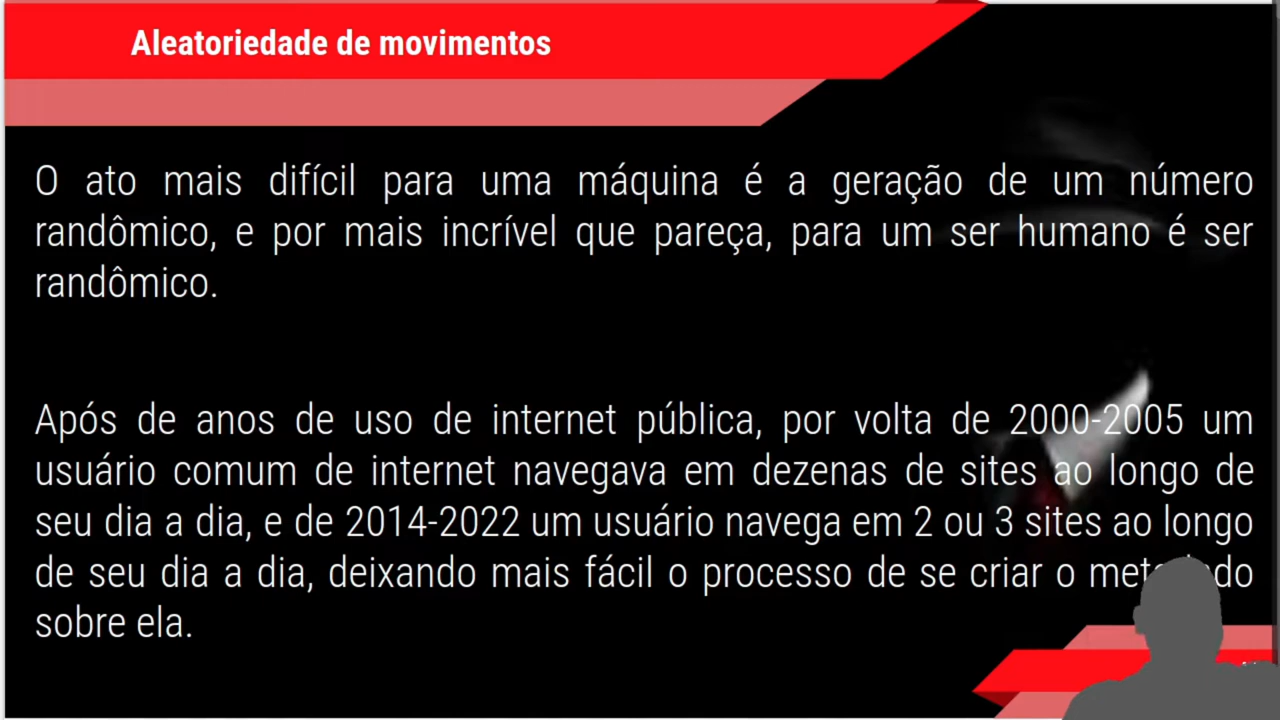 Aleatoriedade de movimentos
O ato mais difícil para uma máquina é a geração de um número
randômico, e por mais incrível que pareça, para um ser humano é ser
randômico.
Após de anos de uso de internet pública, por volta de 2000-2005 um
usuário comum de internet navegava em dezenas de sites ao longo de
seu dia a dia, e de 2014-2022 um usuário navega em 2 ou 3 sites ao longo
de seu dia a dia, deixando mais fácil o processo de se criar o
sobre ela.